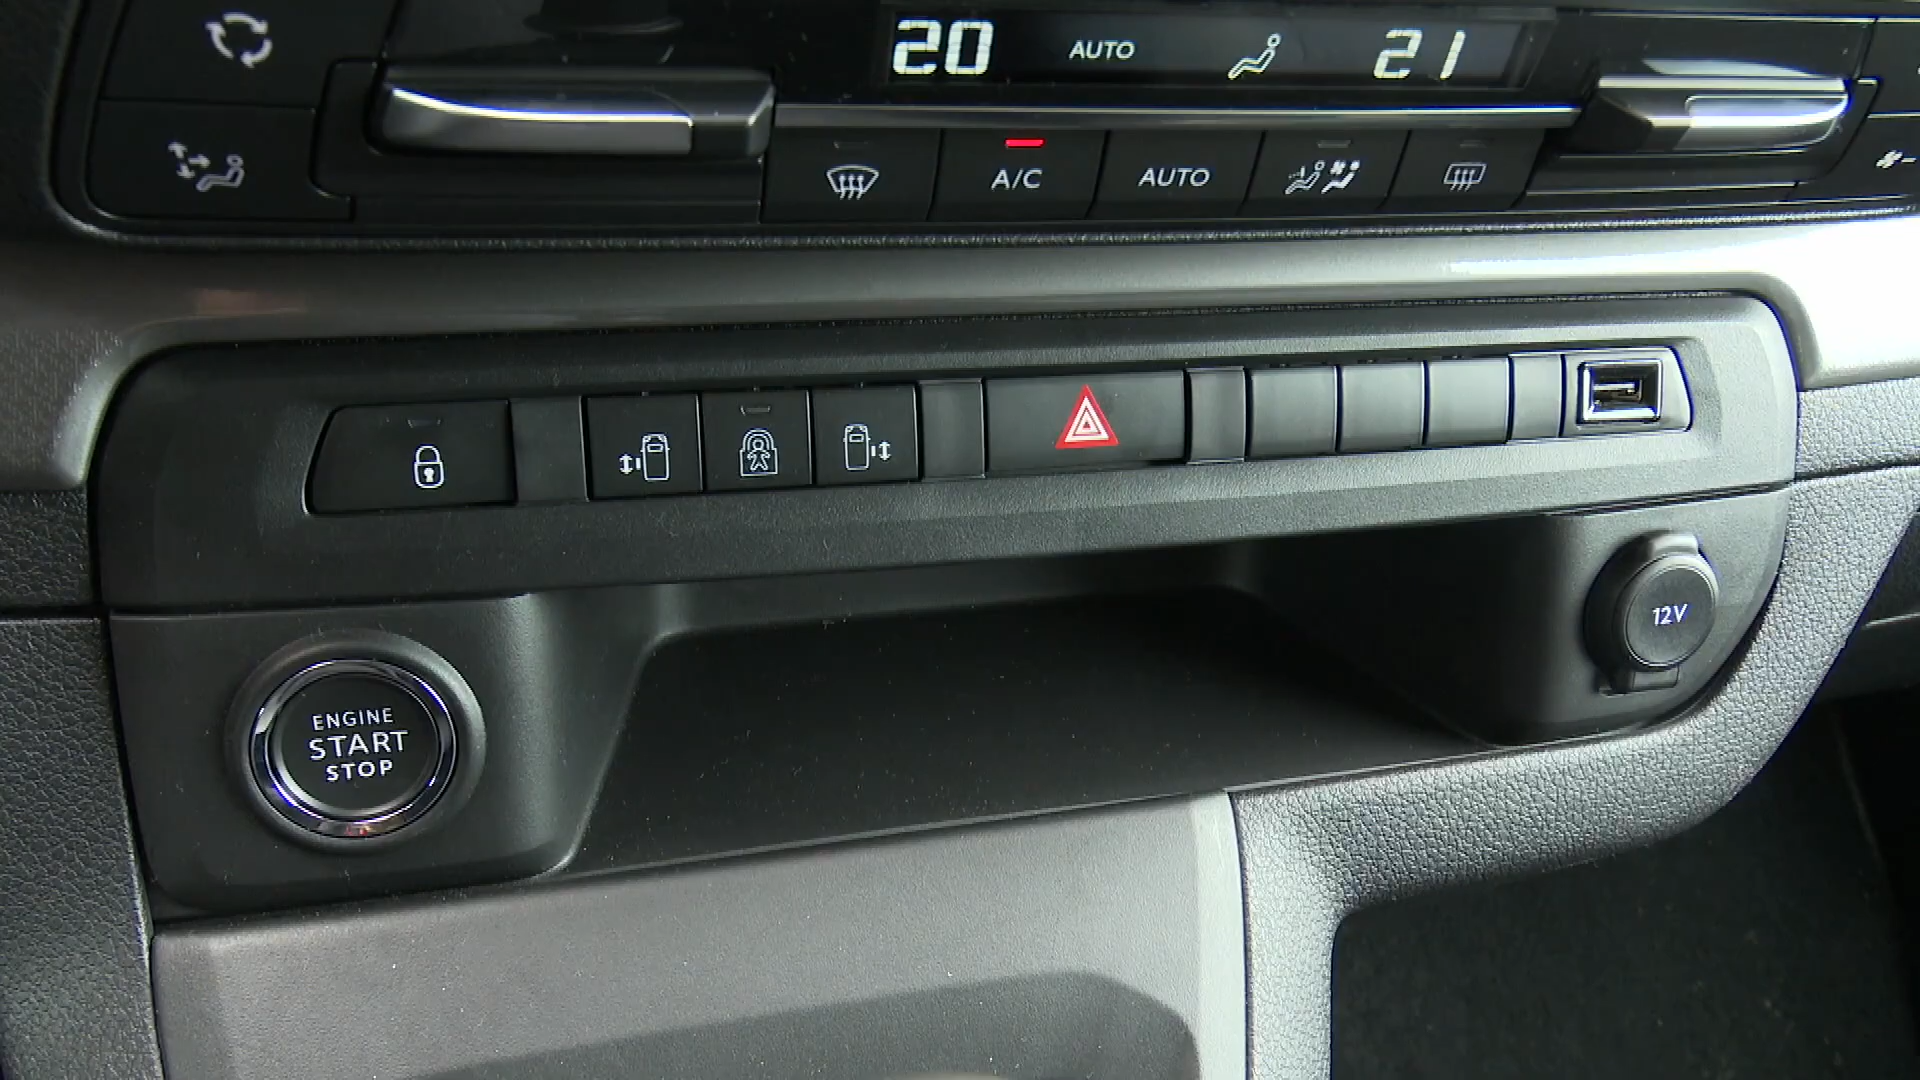 20 AUTO 21
A/C AUTO
12V
ENGINE
START
STOP